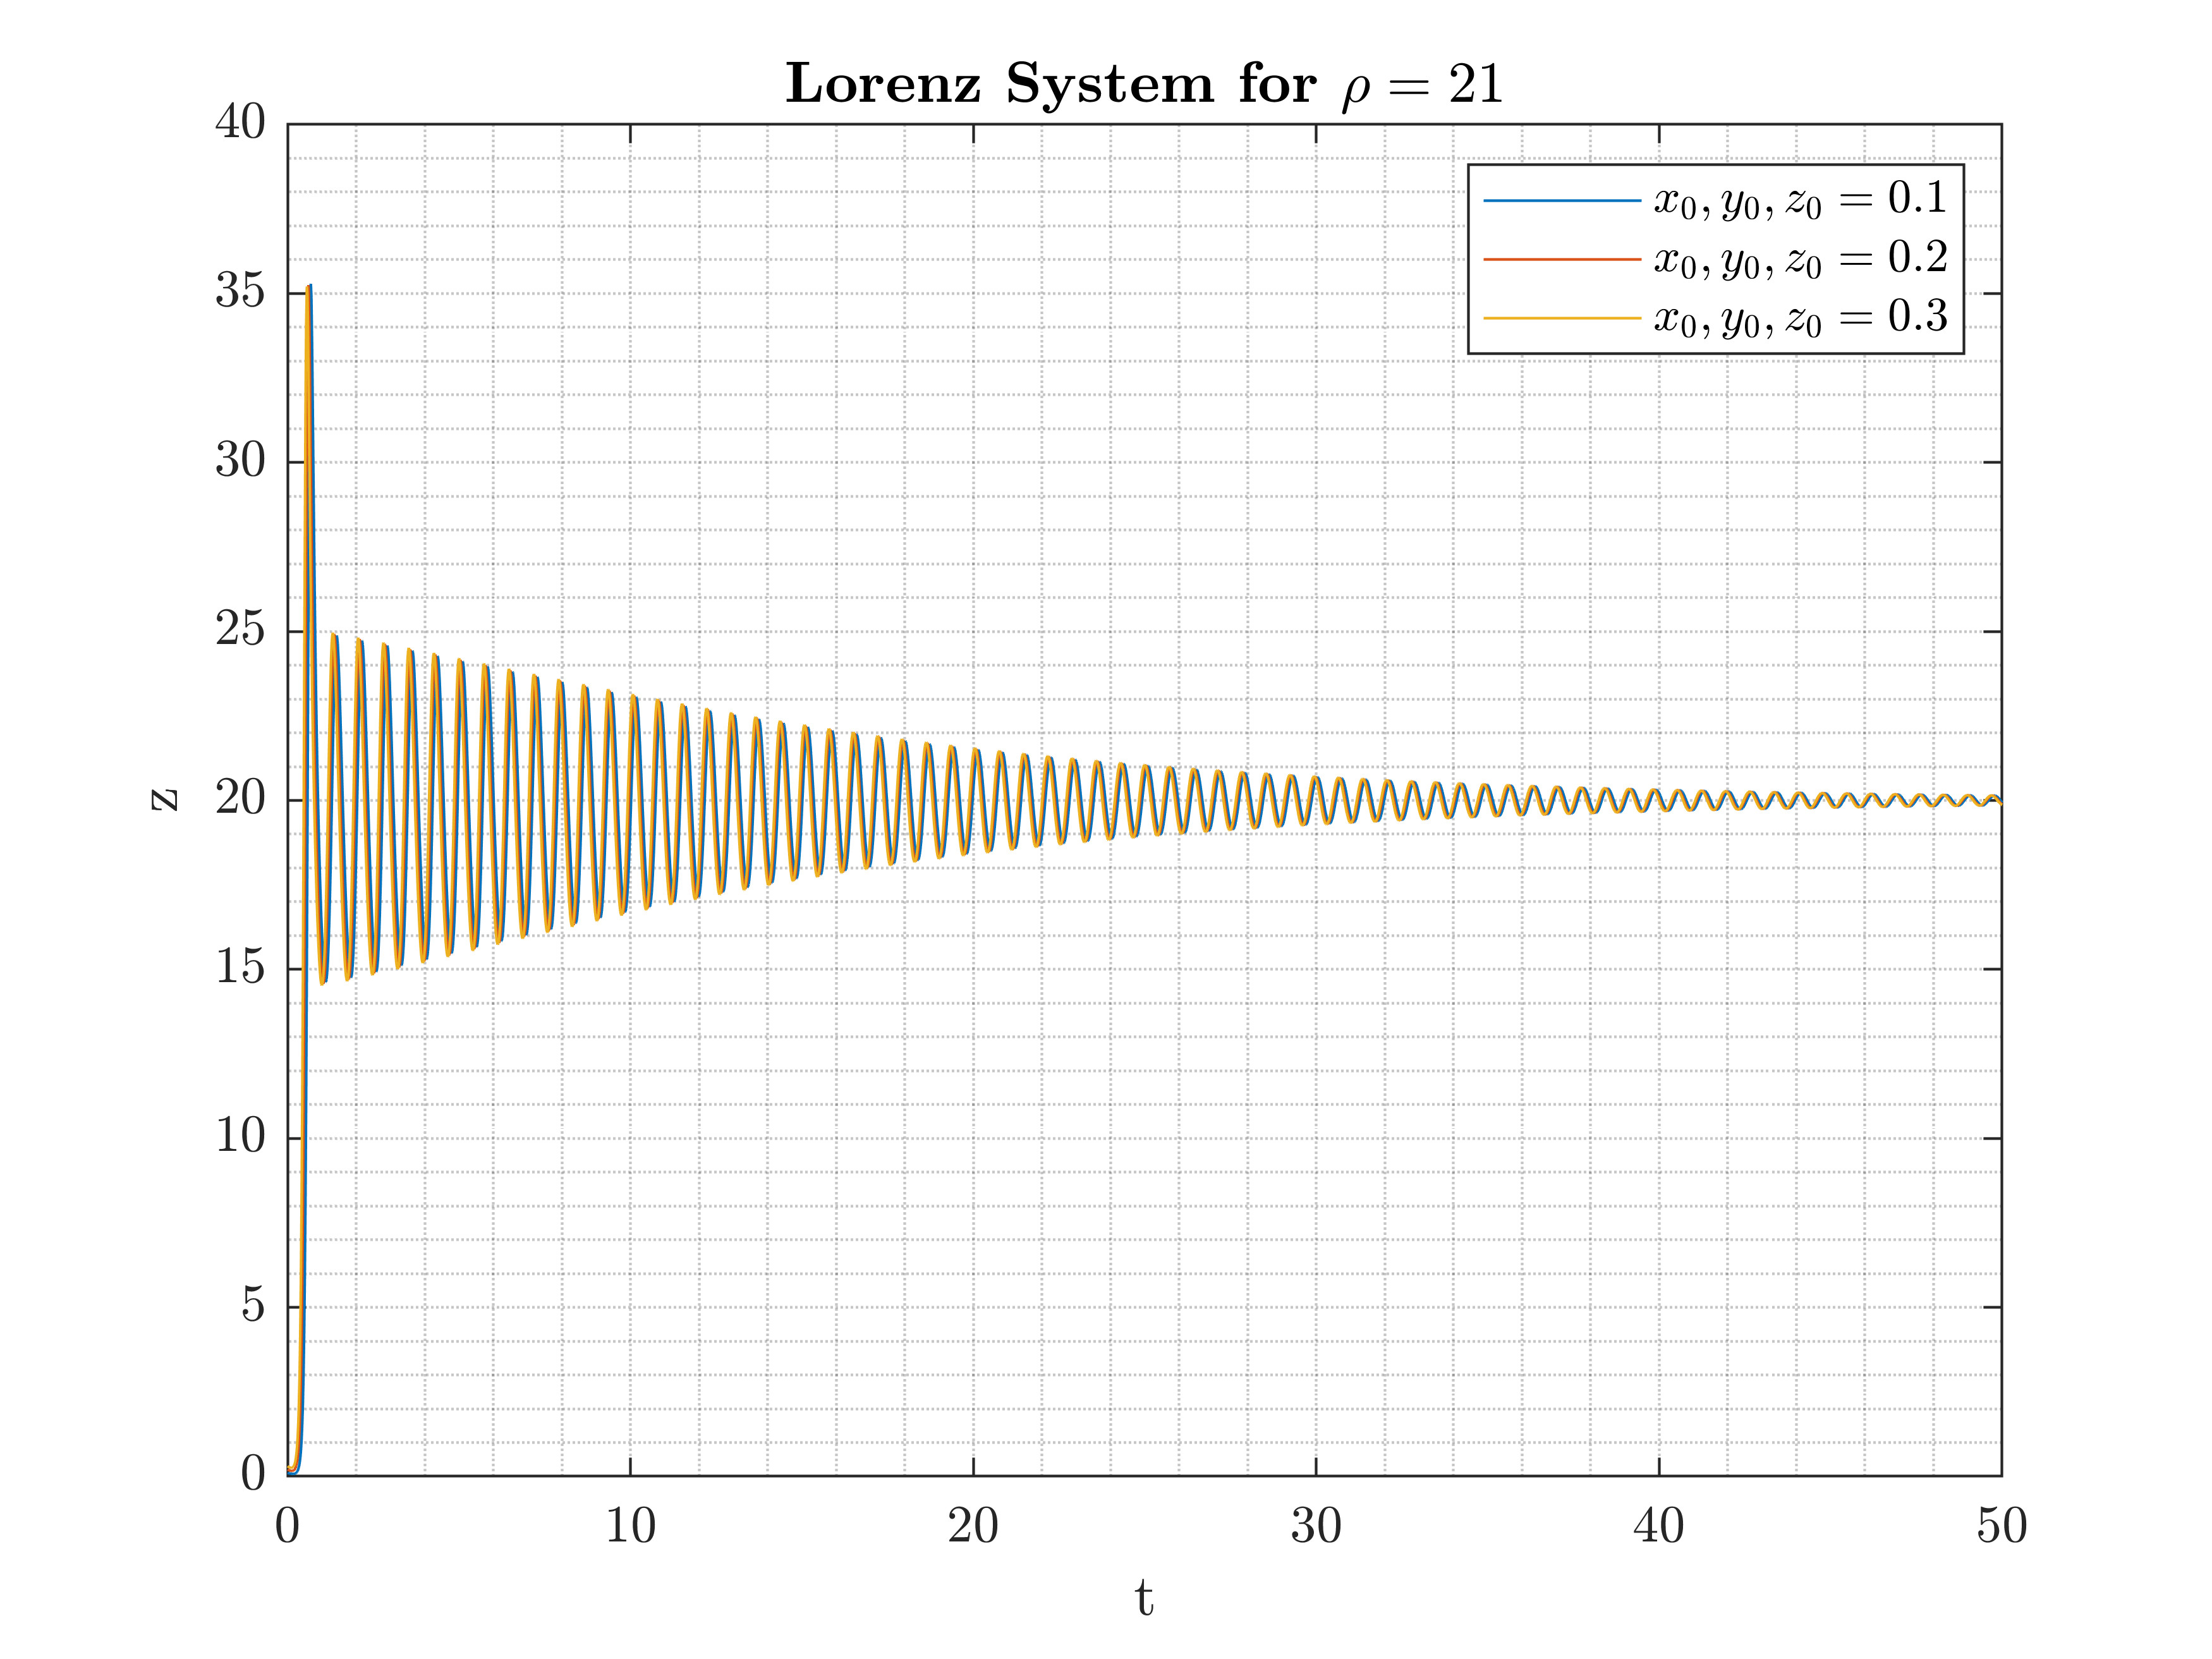 Lorenz System for ρ = 21
40
35
30
25
20
15
10
5
0
z
x₀, y₀, z₀ = 0.1
x₀, y₀, z₀ = 0.2
x₀, y₀, z₀ = 0.3
0 10 20 30 40 50
t